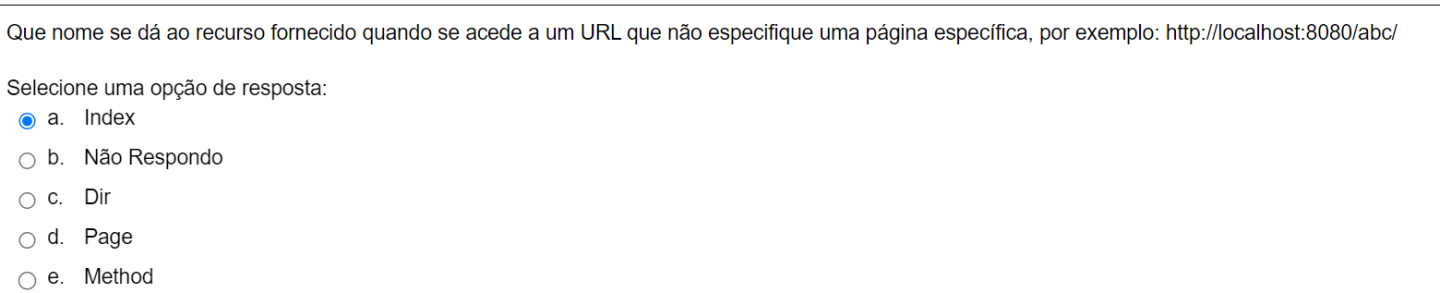 Que nome se dá ao recurso fornecido quando se acede a um URL que não especifique uma página específica, por exemplo: http://localhost:8080/abc/
Selecione uma opção de resposta:
a. Index
b. Não Respondo
c. Dir
d. Page
e. Method